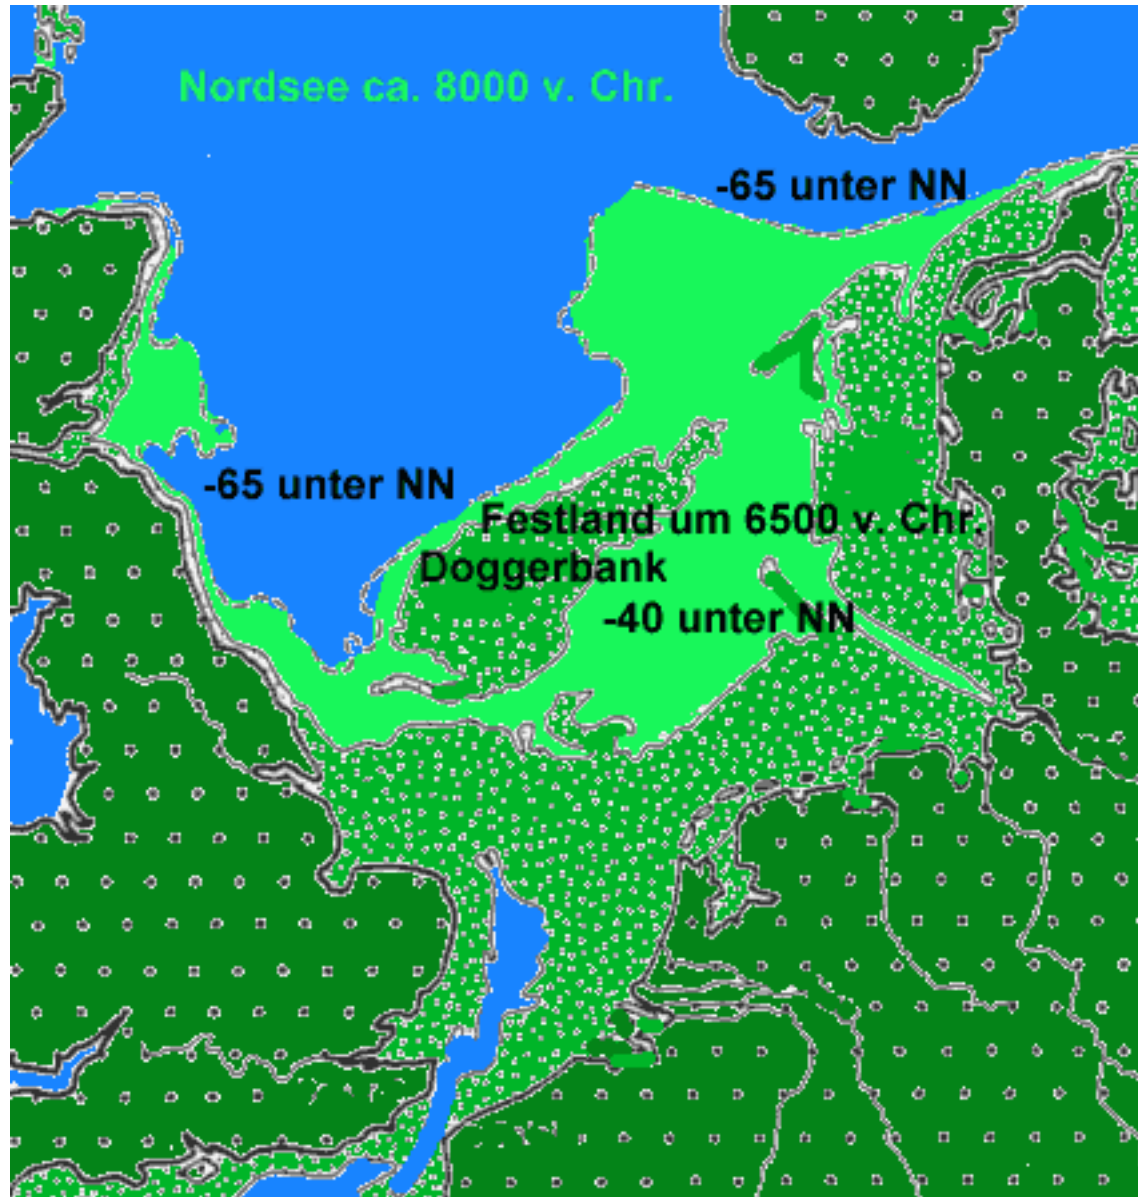 Nordsee ca. 8000 v. Chr.
-65 unter NN
-65 unter NN
Festland um 6500 v. Chr.
Doggerbank
-40 unter NN